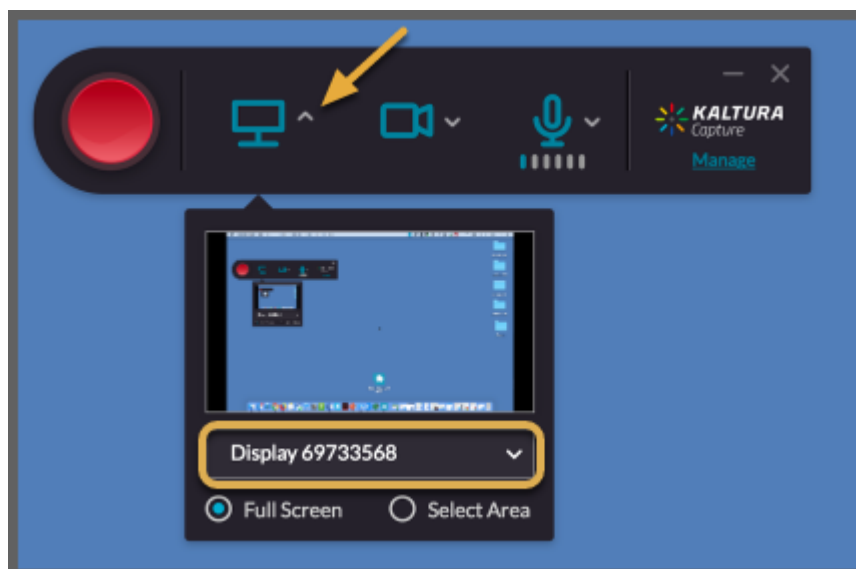 KALTURA
Capture
Manage
Display 69733568
Full Screen Select Area